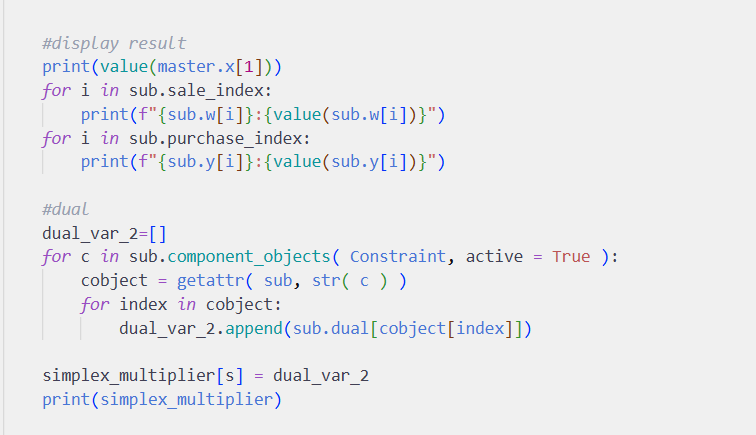 #display result
print(value(master.x[1]))
for i in sub.sale_index:
    print(f"{sub.w[i]}:{value(sub.w[i])}")
for i in sub.purchase_index:
    print(f"{sub.y[i]}:{value(sub.y[i])}")
#dual
dual_var_2=[]
for c in sub.component_objects( Constraint, active = True ):
    cobject = getattr( sub, str( c ) )
    for index in cobject:
        dual_var_2.append(sub.dual[cobject[index]])
simplex_multiplier[s] = dual_var_2
print(simplex_multiplier)